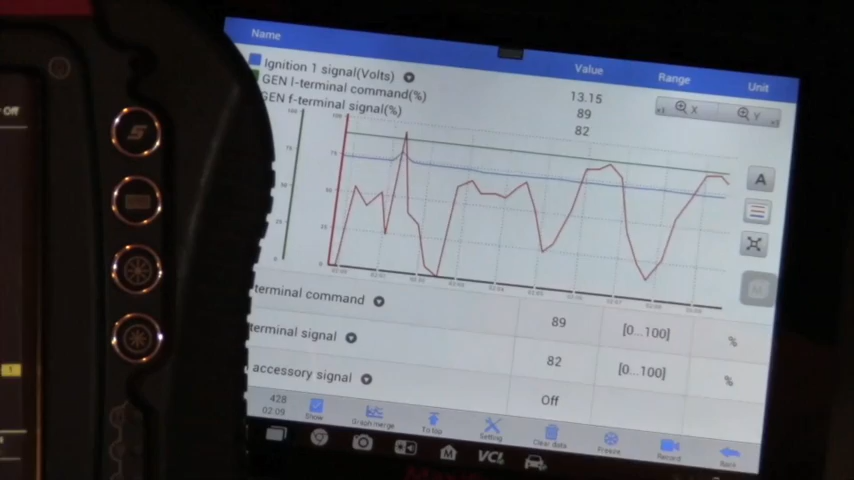 Off
Name
Value
Range
Unit
Ignition 1 signal(Volts)
13.15
GEN l-terminal command(%)
89
GEN f-terminal signal(%)
82
X
Y
A
terminal command
89
[0...100]
%
terminal signal
82
[0...100]
%
accessory signal
Off
428
02:09
Show
Graph merge
To top
Setting
Clear data
Freeze
Record
Back
VCI